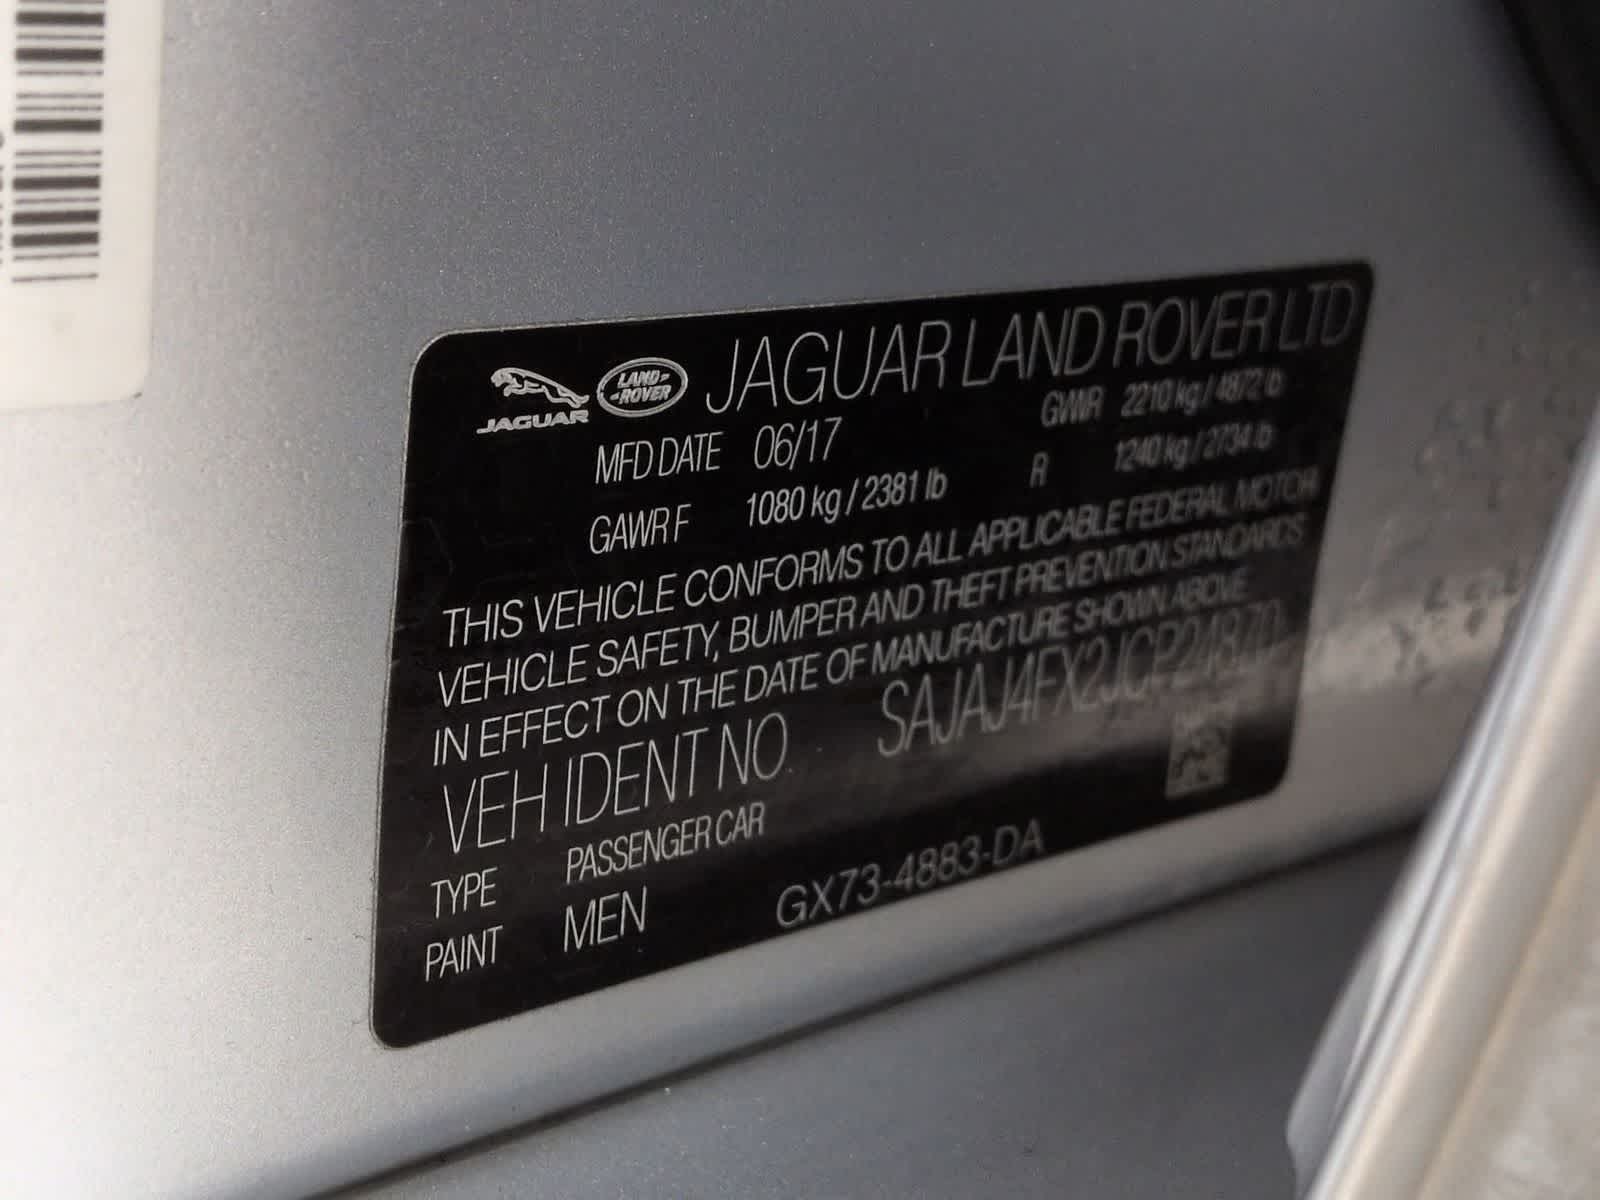 JAGUAR LAND-ROVER JAGUAR LAND ROVER LTD
MFD DATE 06/17 GVWR 2210 kg / 4872 lb
GAWR F 1080 kg / 2381 lb R 1240 kg / 2734 lb
THIS VEHICLE CONFORMS TO ALL APPLICABLE FEDERAL MOTOR
VEHICLE SAFETY, BUMPER AND THEFT PREVENTION STANDARDS
IN EFFECT ON THE DATE OF MANUFACTURE SHOWN ABOVE
VEH IDENT NO. SAJAJ4FX2JCP24870
TYPE PASSENGER CAR
PAINT MEN GX73-4883-DA